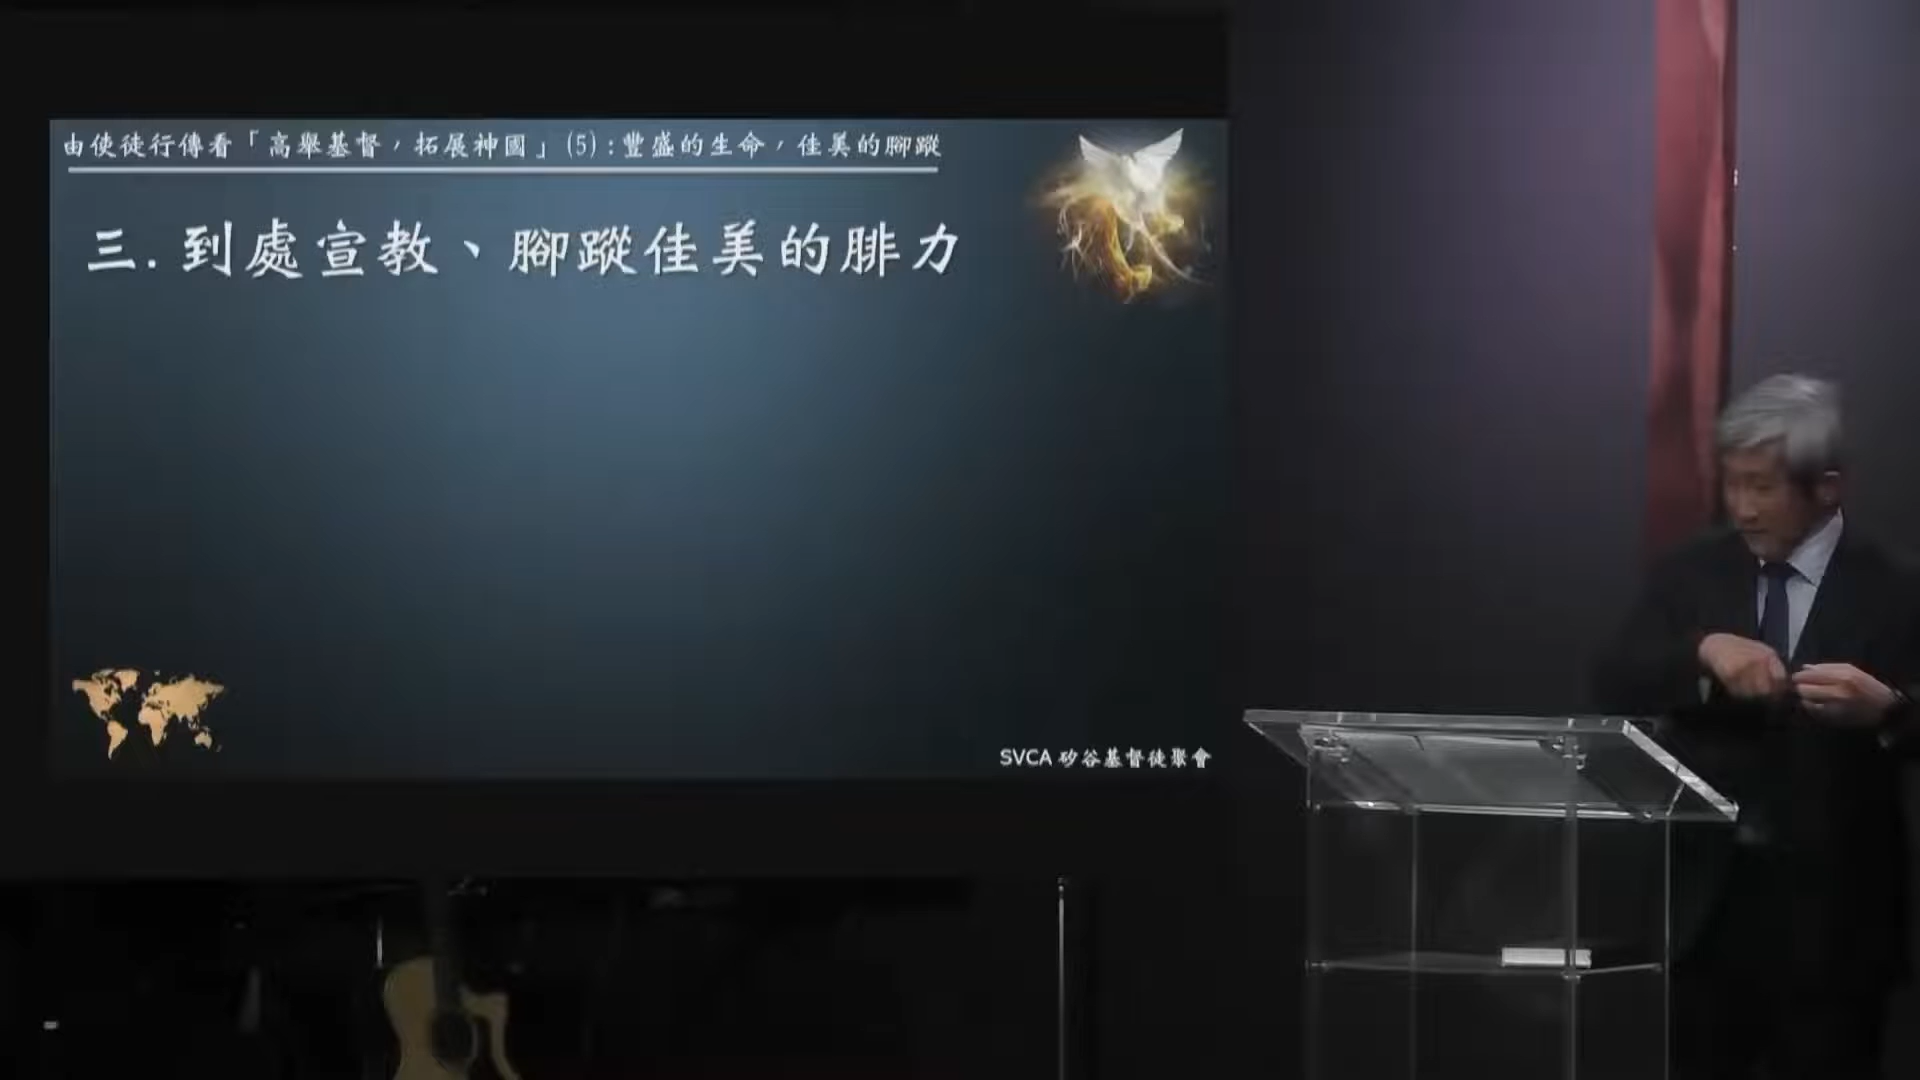 由使徒行傳看「高舉基督，拓展神國」(5):豐盛的生命，佳美的腳蹤
三.到處宣教、腳蹤佳美的腓力
SVCA 矽谷基督徒聚會